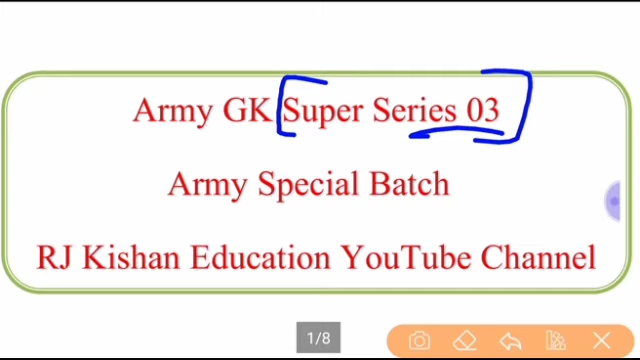 Army GK Super Series 03
Army Special Batch
RJ Kishan Education YouTube Channel
1/8